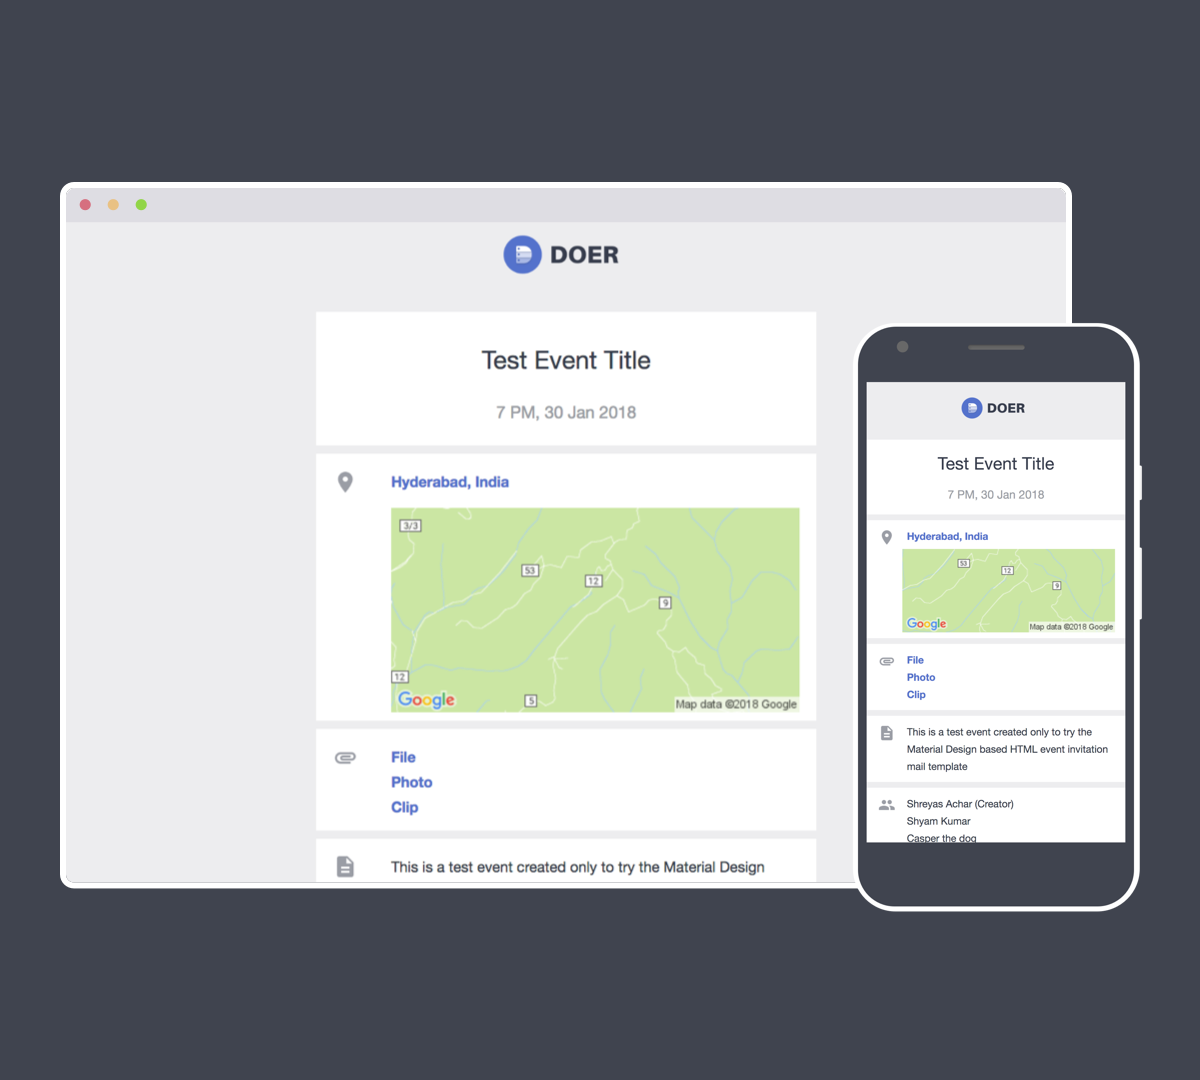 DOER
Test Event Title
7 PM, 30 Jan 2018
Hyderabad, India
3/3
53
12
9
12
5
Google
Map data ©2018 Google
File
Photo
Clip
This is a test event created only to try the Material Design
DOER
Test Event Title
7 PM, 30 Jan 2018
Hyderabad, India
53
12
9
Google
Map data ©2018 Google
File
Photo
Clip
This is a test event created only to try the
Material Design based HTML event invitation
mail template
Shreyas Achar (Creator)
Shyam Kumar
Casper the dog